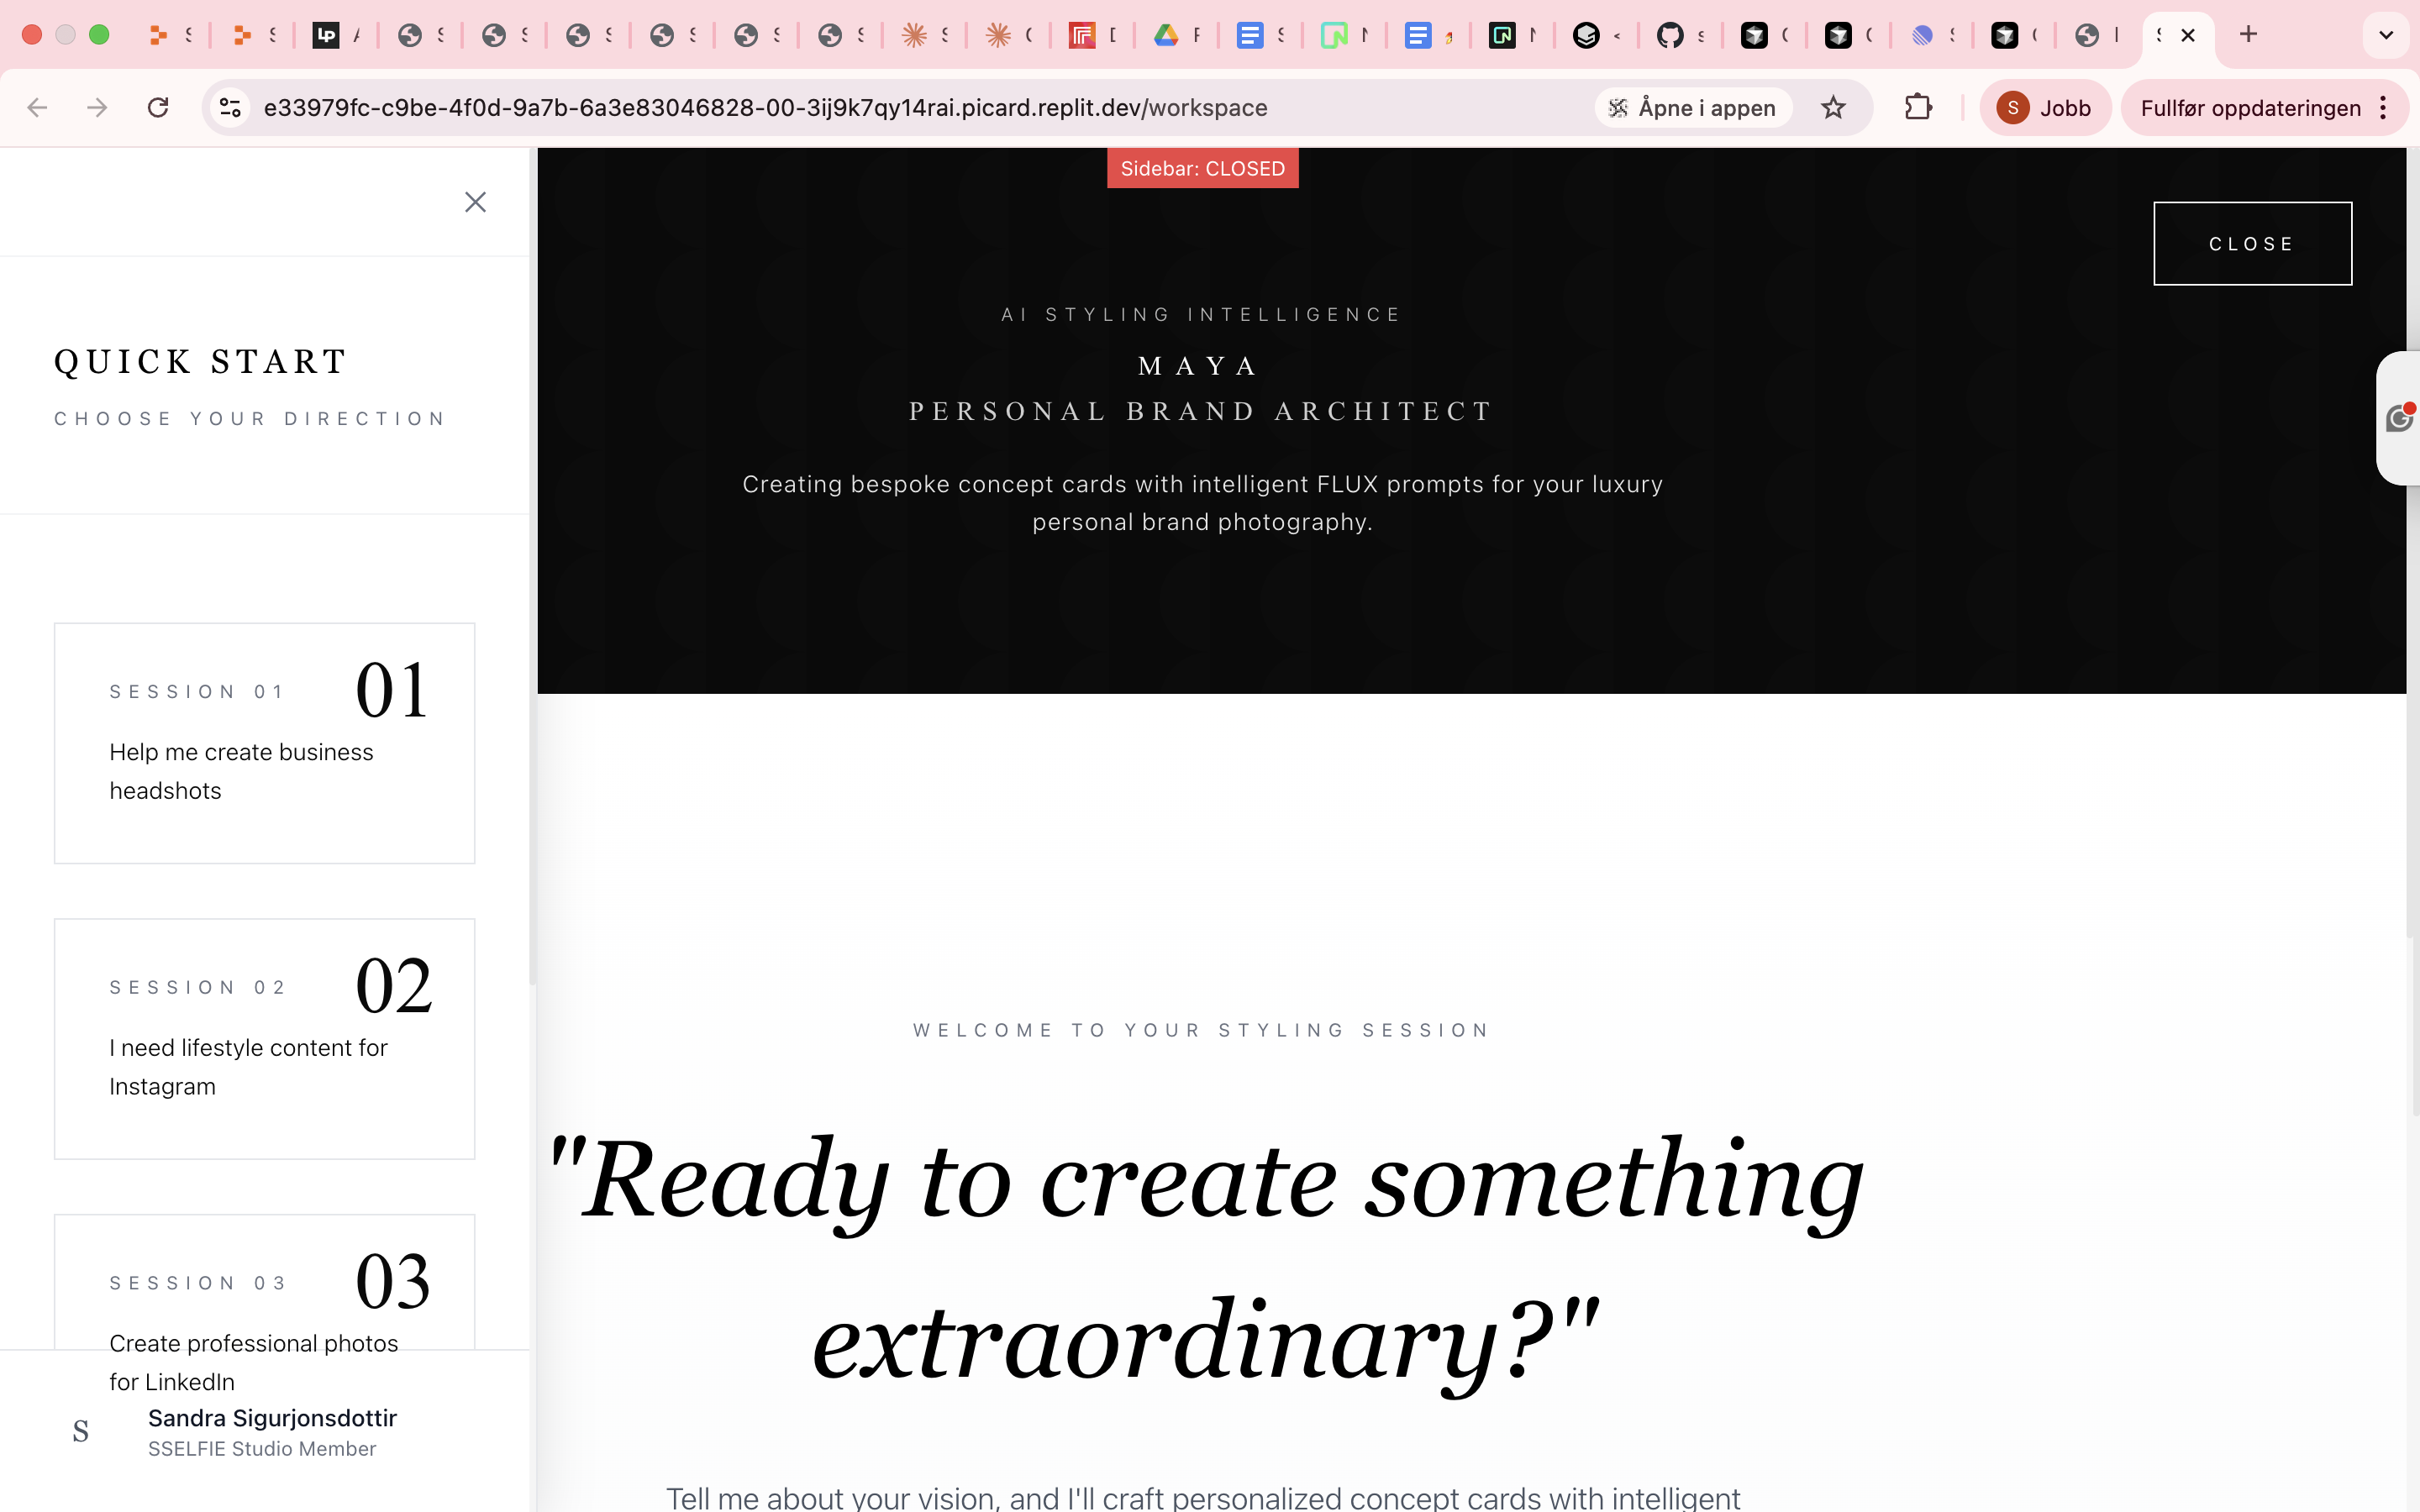 e33979fc-c9be-4f0d-9a7b-6a3e83046828-00-3ij9k7qy14rai.picard.replit.dev/workspace
Åpne i appen
S
Jobb
Fullfør oppdateringen
QUICK START
CHOOSE YOUR DIRECTION
SESSION 01
01
Help me create business
headshots
SESSION 02
02
I need lifestyle content for
Instagram
SESSION 03
03
Create professional photos
for LinkedIn
S
Sandra Sigurjonsdottir
SSELFIE Studio Member
Sidebar: CLOSED
CLOSE
AI STYLING INTELLIGENCE
MAYA
PERSONAL BRAND ARCHITECT
Creating bespoke concept cards with intelligent FLUX prompts for your luxury
personal brand photography.
WELCOME TO YOUR STYLING SESSION
"Ready to create something
extraordinary?"
Tell me about your vision, and I'll craft personalized concept cards with intelligent